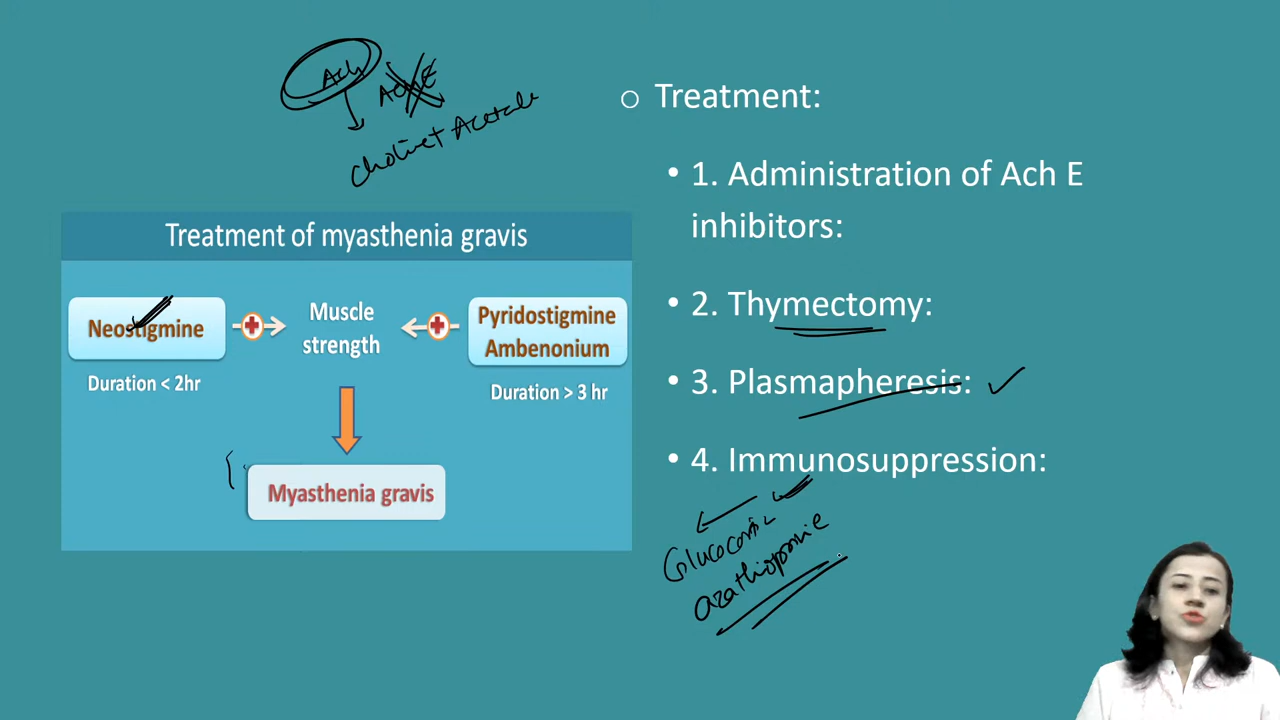 Ach
AchE
Choline + Acetate
Treatment:
1. Administration of Ach E
inhibitors:
2. Thymectomy:
3. Plasmapheresis:
4. Immunosuppression:
Treatment of myasthenia gravis
Neostigmine
Duration < 2hr
Muscle
strength
Pyridostigmine
Ambenonium
Duration > 3 hr
Myasthenia gravis
azathioprine